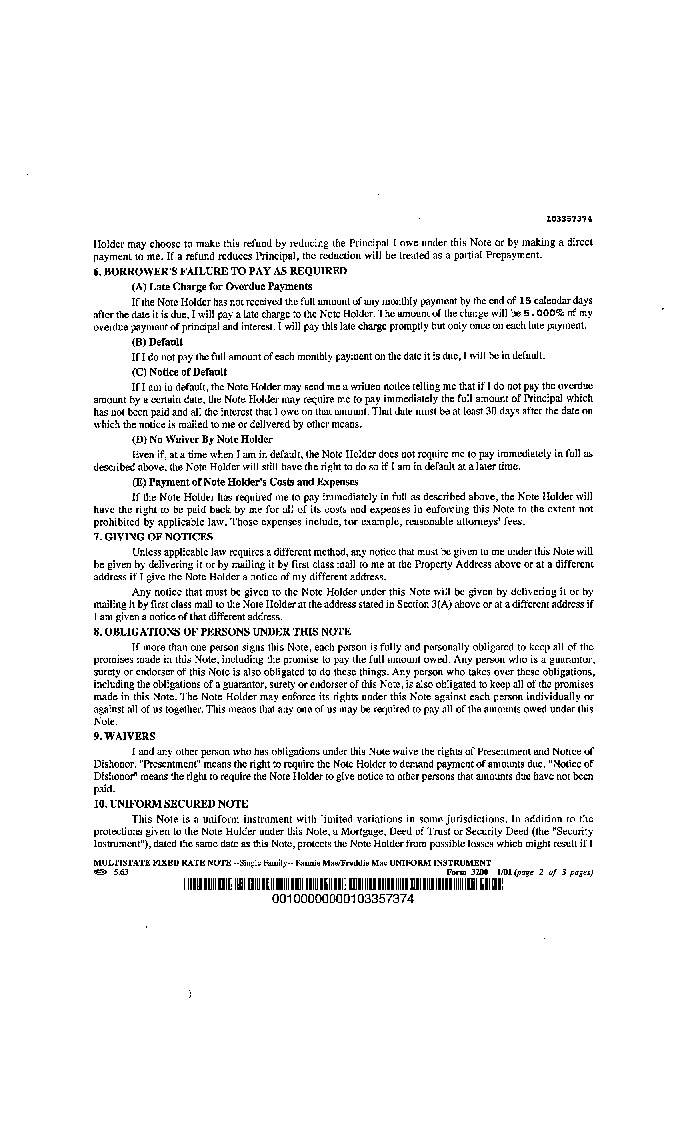 103357374
Holder may choose to make this refund by reducing the Principal I owe under this Note or by making a direct
payment to me. If a refund reduces Principal, the reduction will be treated as a partial Prepayment.
6. BORROWER'S FAILURE TO PAY AS REQUIRED
(A) Late Charge for Overdue Payments
If the Note Holder has not received the full amount of any monthly payment by the end of 15 calendar days
after the date it is due, I will pay a late charge to the Note Holder. The amount of the charge will be 5.000% of my
overdue payment of principal and interest. I will pay this late charge promptly but only once on each late payment.
(B) Default
If I do not pay the full amount of each monthly payment on the date it is due, I will be in default.
(C) Notice of Default
If I am in default, the Note Holder may send me a written notice telling me that if I do not pay the overdue
amount by a certain date, the Note Holder may require me to pay immediately the full amount of Principal which
has not been paid and all the interest that I owe on that amount. That date must be at least 30 days after the date on
which the notice is mailed to me or delivered by other means.
(D) No Waiver By Note Holder
Even if, at a time when I am in default, the Note Holder does not require me to pay immediately in full as
described above, the Note Holder will still have the right to do so if I am in default at a later time.
(E) Payment of Note Holder's Costs and Expenses
If the Note Holder has required me to pay immediately in full as described above, the Note Holder will
have the right to be paid back by me for all of its costs and expenses in enforcing this Note to the extent not
prohibited by applicable law. Those expenses include, for example, reasonable attorneys' fees.
7. GIVING OF NOTICES
Unless applicable law requires a different method, any notice that must be given to me under this Note will
be given by delivering it or by mailing it by first class mail to me at the Property Address above or at a different
address if I give the Note Holder a notice of my different address.
Any notice that must be given to the Note Holder under this Note will be given by delivering it or by
mailing it by first class mail to the Note Holder at the address stated in Section 3(A) above or at a different address if
I am given a notice of that different address.
8. OBLIGATIONS OF PERSONS UNDER THIS NOTE
If more than one person signs this Note, each person is fully and personally obligated to keep all of the
promises made in this Note, including the promise to pay the full amount owed. Any person who is a guarantor,
surety or endorser of this Note is also obligated to do these things. Any person who takes over these obligations,
including the obligations of a guarantor, surety or endorser of this Note, is also obligated to keep all of the promises
made in this Note. The Note Holder may enforce its rights under this Note against each person individually or
against all of us together. This means that any one of us may be required to pay all of the amounts owed under this
Note.
9. WAIVERS
I and any other person who has obligations under this Note waive the rights of Presentment and Notice of
Dishonor. "Presentment" means the right to require the Note Holder to demand payment of amounts due. "Notice of
Dishonor" means the right to require the Note Holder to give notice to other persons that amounts due have not been
paid.
10. UNIFORM SECURED NOTE
This Note is a uniform instrument with limited variations in some jurisdictions. In addition to the
protections given to the Note Holder under this Note, a Mortgage, Deed of Trust or Security Deed (the "Security
Instrument"), dated the same date as this Note, protects the Note Holder from possible losses which might result if I
MULTISTATE FIXED RATE NOTE --Single Family-- Fannie Mae/Freddie Mac UNIFORM INSTRUMENT
5.63 Form 3200 1/01 (page 2 of 3 pages)
00100000000103357374